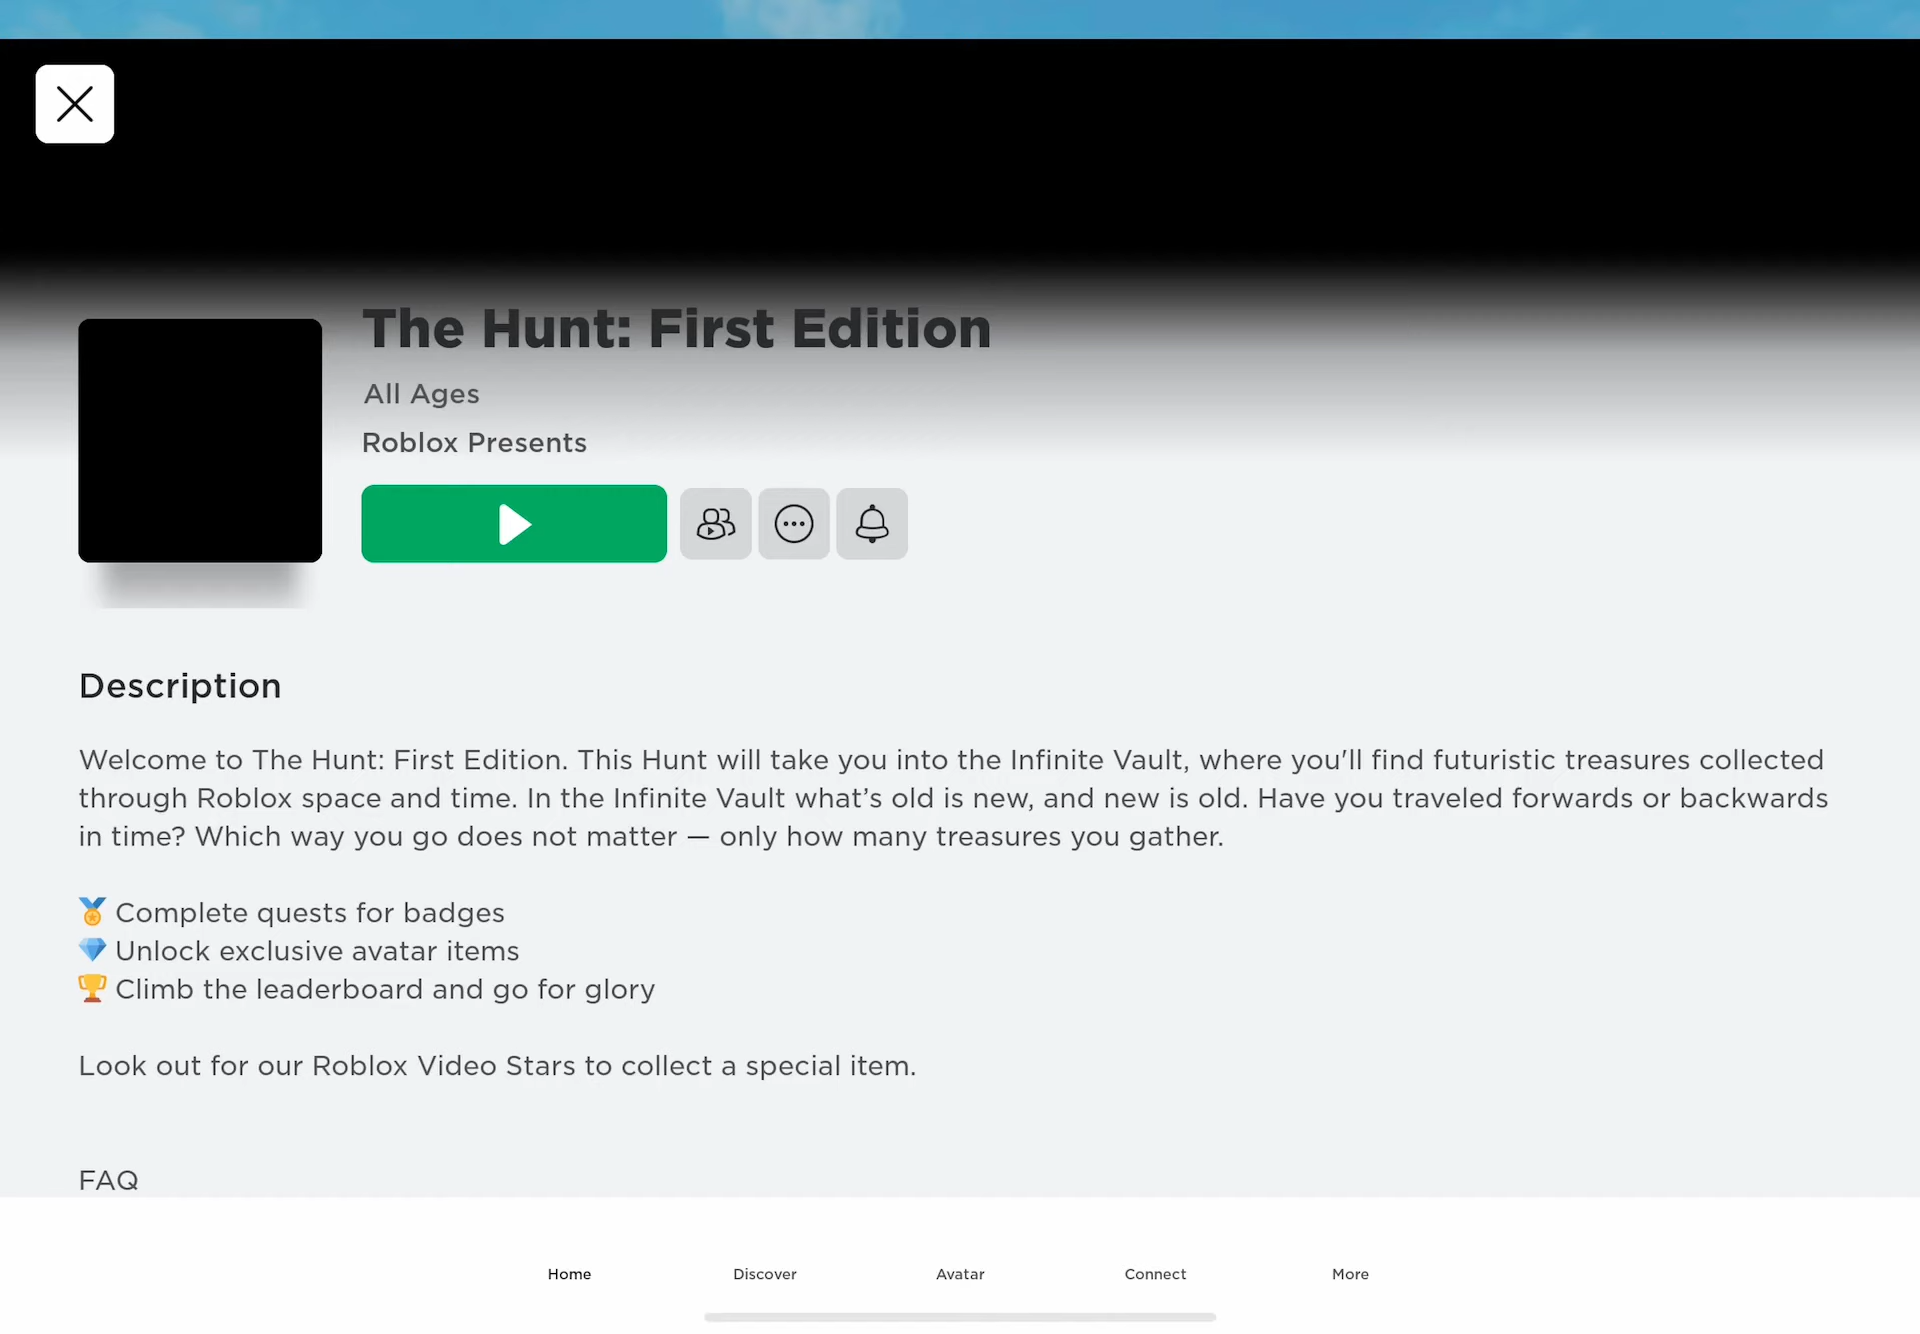 The Hunt: First Edition
All Ages
Roblox Presents
Description
Welcome to The Hunt: First Edition. This Hunt will take you into the Infinite Vault, where you'll find futuristic treasures collected
through Roblox space and time. In the Infinite Vault what’s old is new, and new is old. Have you traveled forwards or backwards
in time? Which way you go does not matter — only how many treasures you gather.
🏅 Complete quests for badges
💎 Unlock exclusive avatar items
🏆 Climb the leaderboard and go for glory
Look out for our Roblox Video Stars to collect a special item.
FAQ
Home Discover Avatar Connect More